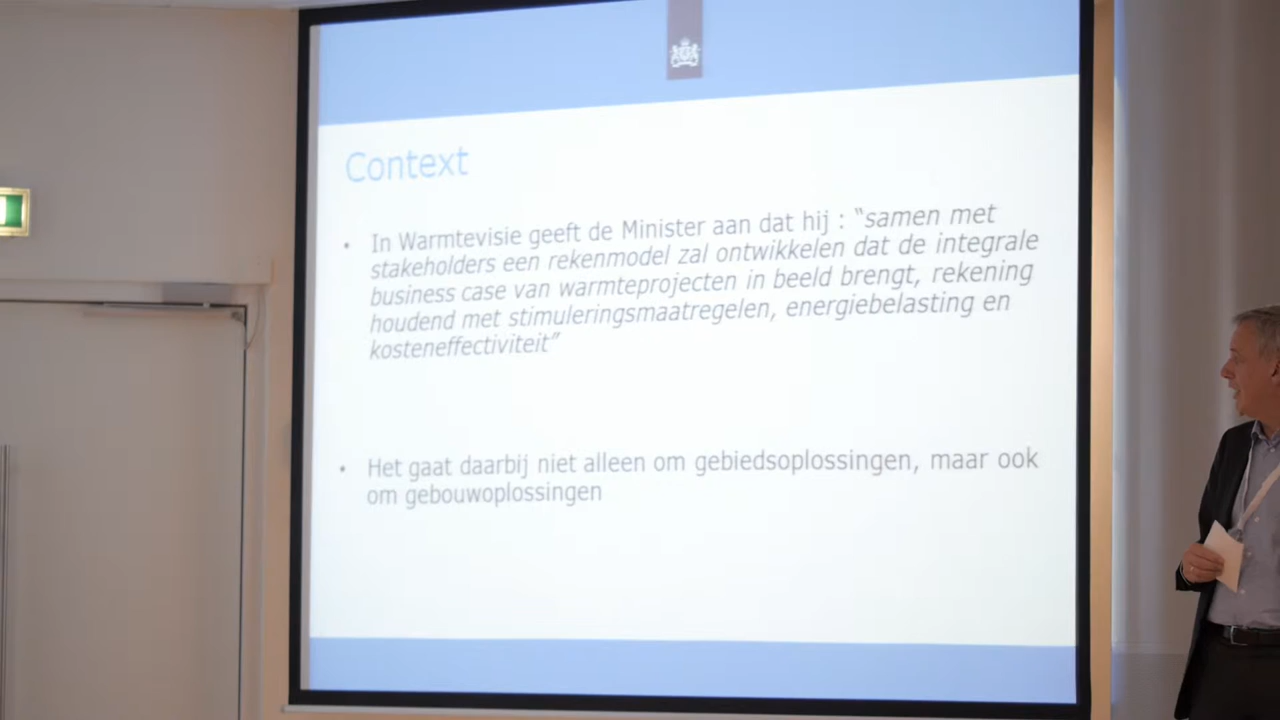 Context
• In Warmtevisie geeft de Minister aan dat hij : “samen met
stakeholders een rekenmodel zal ontwikkelen dat de integrale
business case van warmteprojecten in beeld brengt, rekening
houdend met stimuleringsmaatregelen, energiebelasting en
kosteneffectiviteit”
• Het gaat daarbij niet alleen om gebiedsoplossingen, maar ook
om gebouwoplossingen